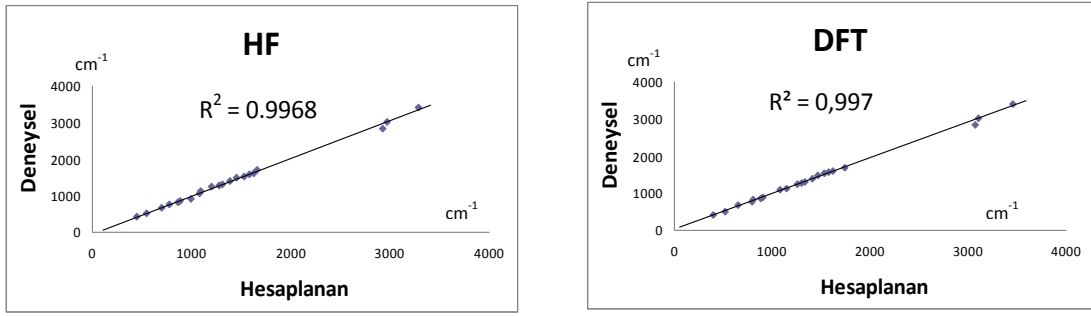 HF
cm-1
R2 = 0.9968
Deneysel
4000
3000
2000
1000
0
cm-1
0 1000 2000 3000 4000
Hesaplanan
DFT
cm-1
R² = 0,997
Deneysel
4000
3000
2000
1000
0
cm-1
0 1000 2000 3000 4000
Hesaplanan